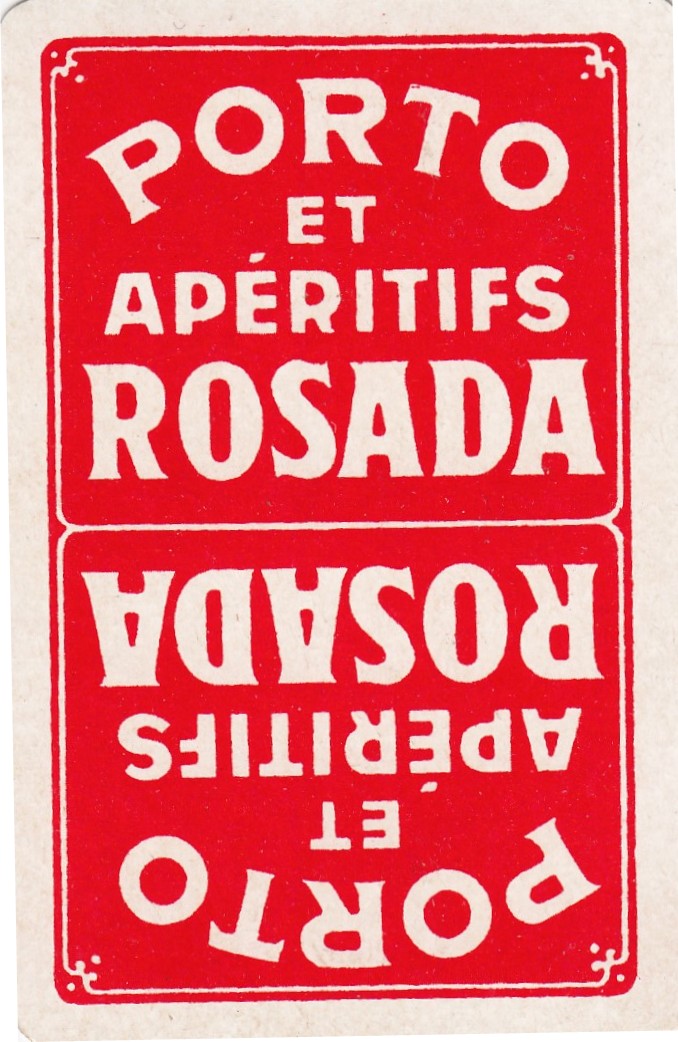 PORTO
ET
APÉRITIFS
ROSADA
PORTO
ET
APÉRITIFS
ROSADA